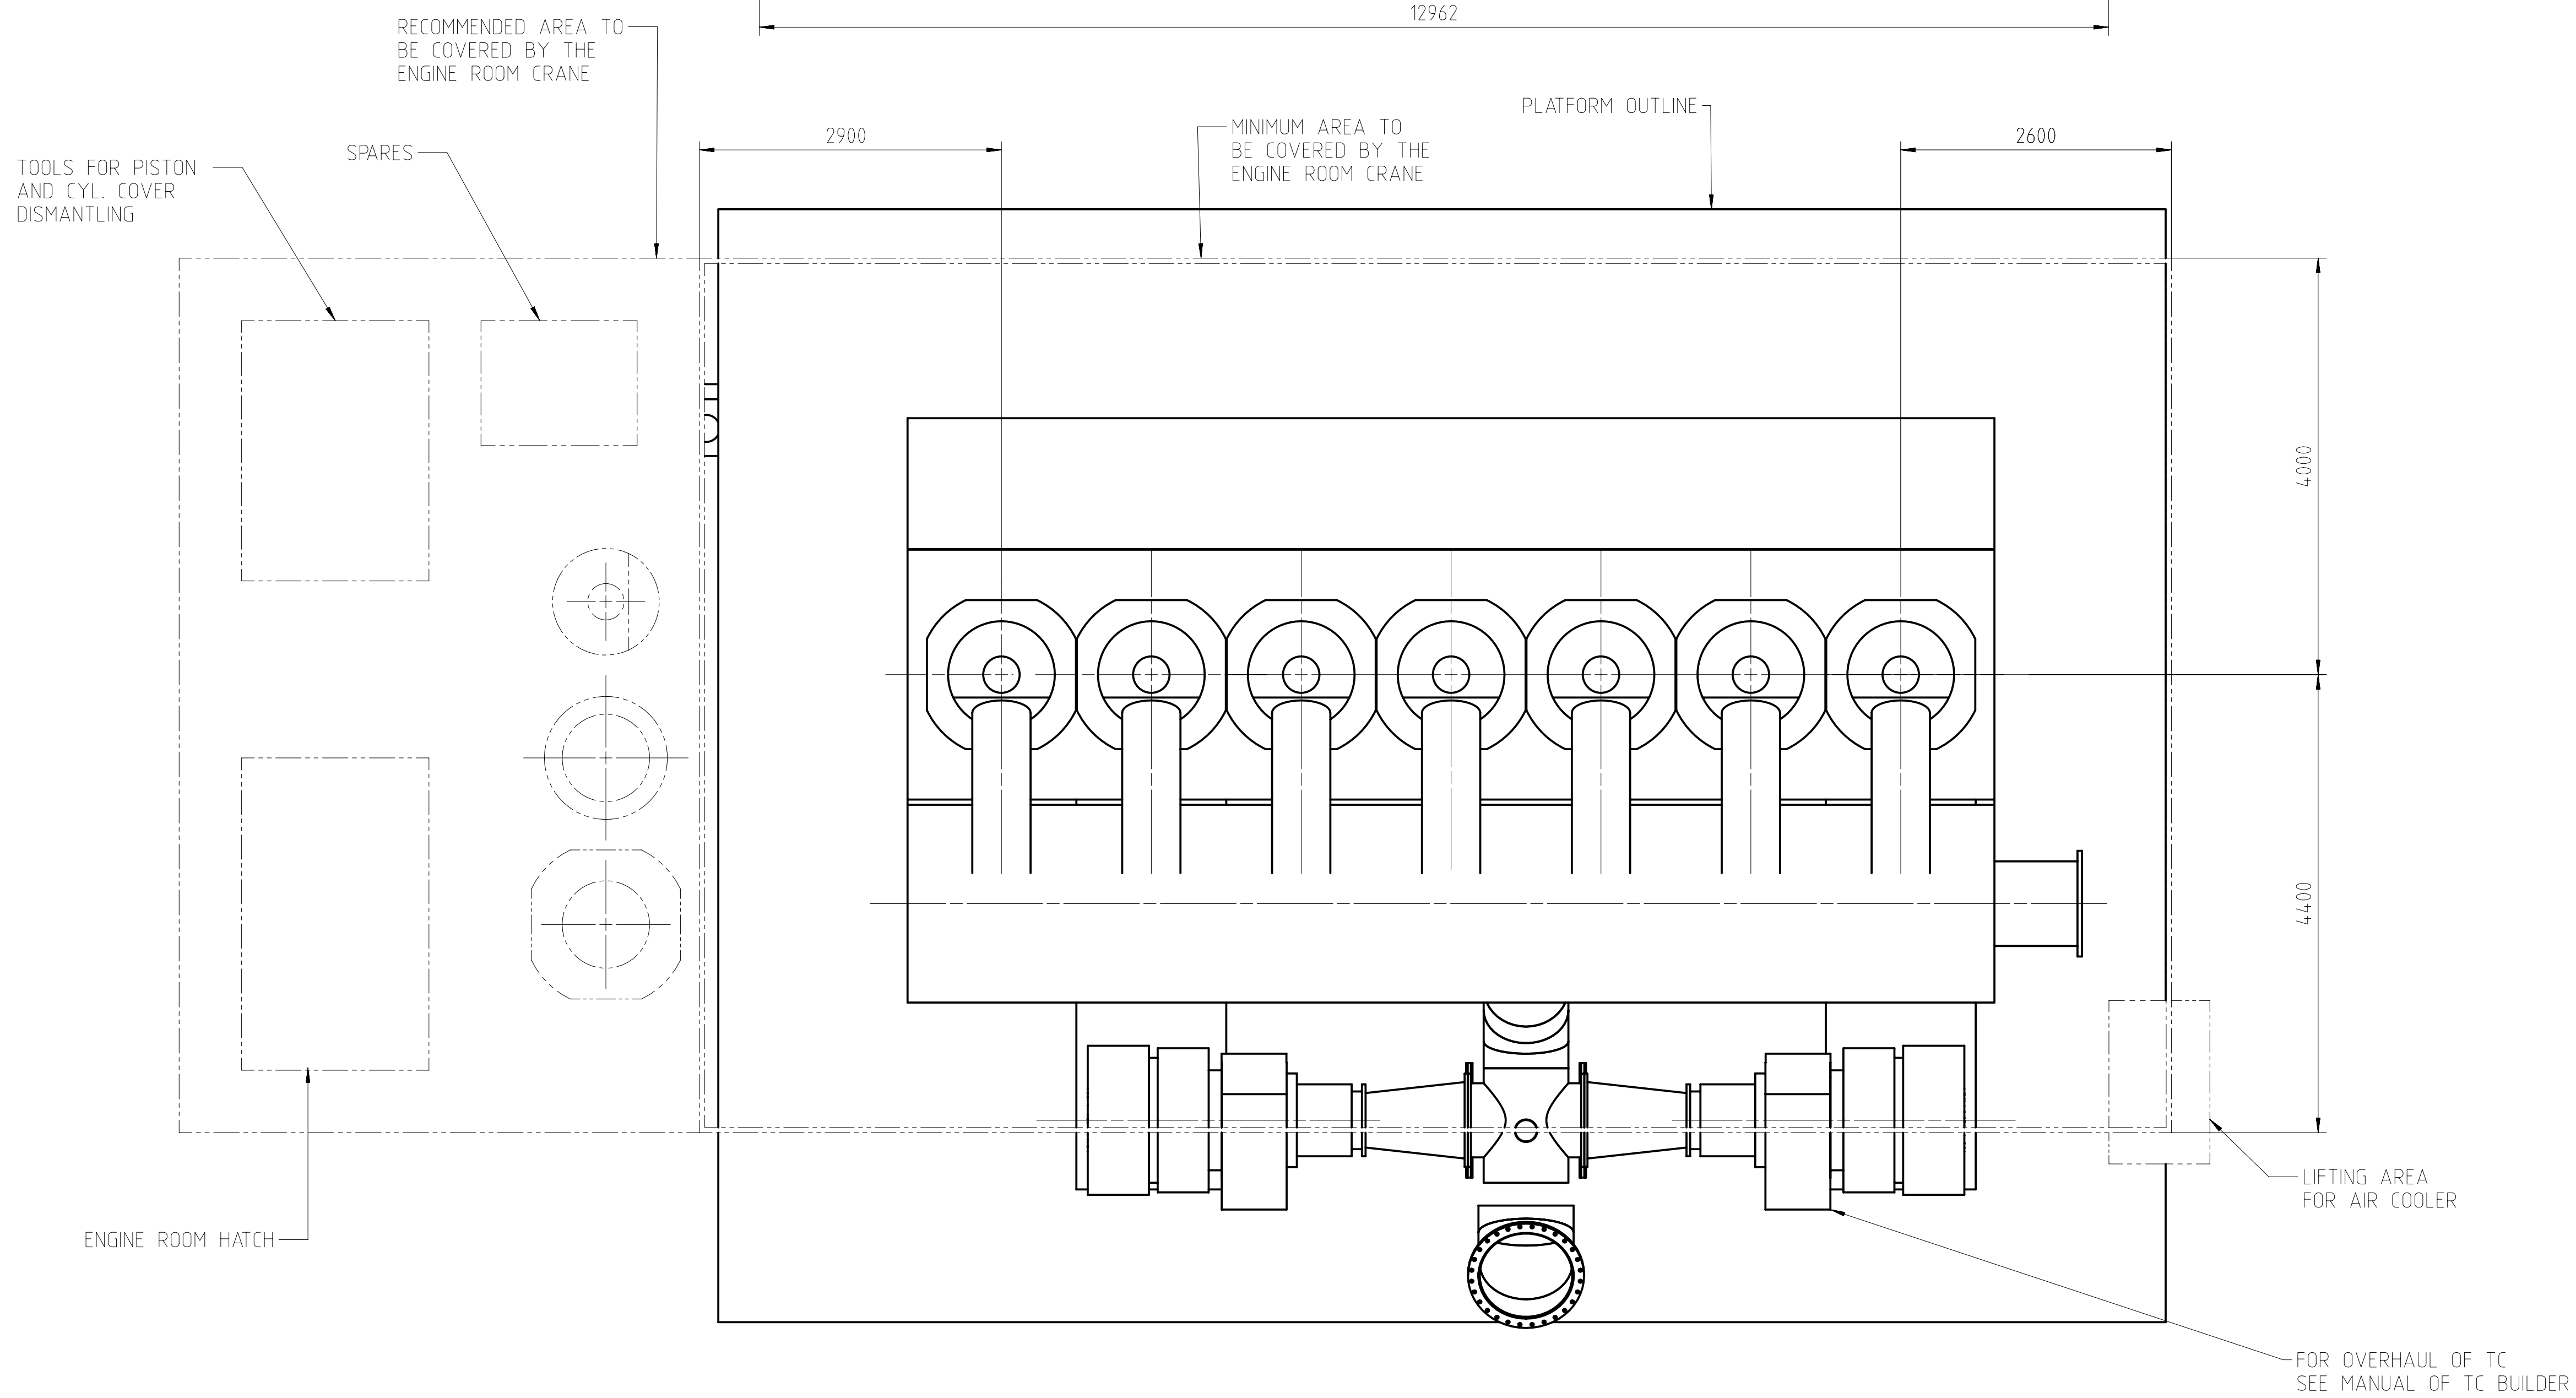 12962
RECOMMENDED AREA TO
BE COVERED BY THE
ENGINE ROOM CRANE
PLATFORM OUTLINE
MINIMUM AREA TO
BE COVERED BY THE
ENGINE ROOM CRANE
2900
2600
SPARES
TOOLS FOR PISTON
AND CYL. COVER
DISMANTLING
4000
4400
LIFTING AREA
FOR AIR COOLER
ENGINE ROOM HATCH
FOR OVERHAUL OF TC
SEE MANUAL OF TC BUILDER